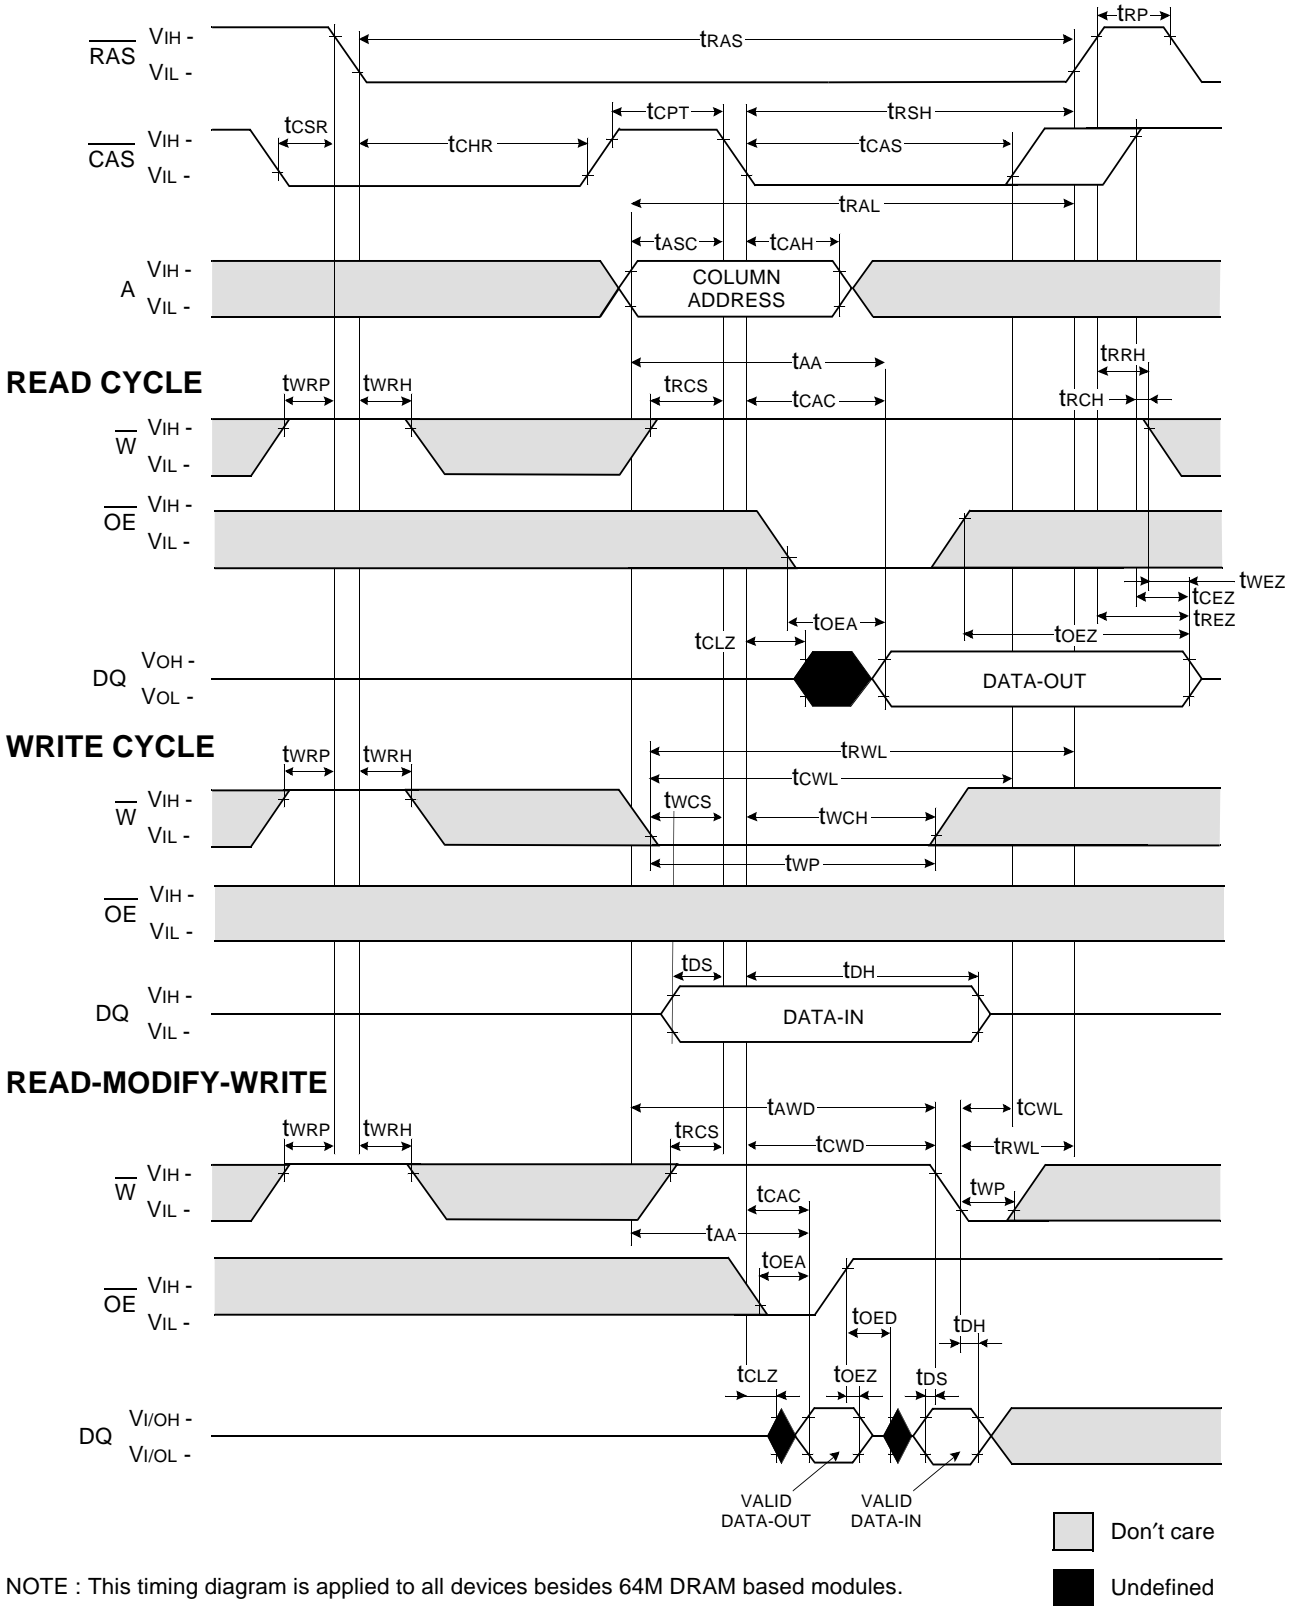 tRP
RAS VIH -
tRAS
VIL -
tCPT tRSH
tCSR
CAS VIH -
tCHR tCAS
VIL -
tRAL
tASC tCAH
A VIH -
COLUMN
ADDRESS
VIL -
tAA tRRH
READ CYCLE
tWRP tWRH tRCS tCAC tRCH
W VIH -
VIL -
OE VIH -
VIL -
tWEZ
tCEZ
tOEA tREZ
tCLZ tOEZ
DQ VOH -
DATA-OUT
VOL -
WRITE CYCLE
tWRP tWRH tRWL
tCWL
W VIH -
tWCS tWCH
VIL -
tWP
OE VIH -
VIL -
tDS tDH
DQ VIH -
DATA-IN
VIL -
READ-MODIFY-WRITE
tAWD tCWL
tWRP tWRH tRCS tCWD tRWL
W VIH -
tCAC tWP
VIL -
tAA
tOEA
OE VIH -
VIL -
tOED tDH
tCLZ tOEZ tDS
DQ VI/OH -
VI/OL -
VALID
DATA-OUT
VALID
DATA-IN
Don′t care
NOTE : This timing diagram is applied to all devices besides 64M DRAM based modules.
Undefined